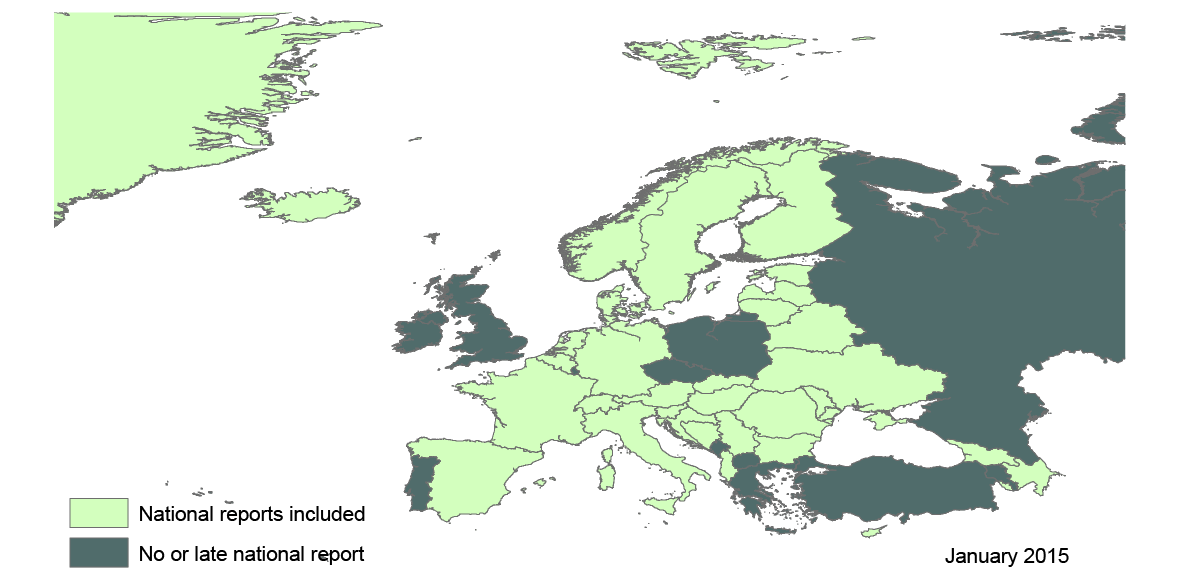 National reports included
No or late national report
January 2015